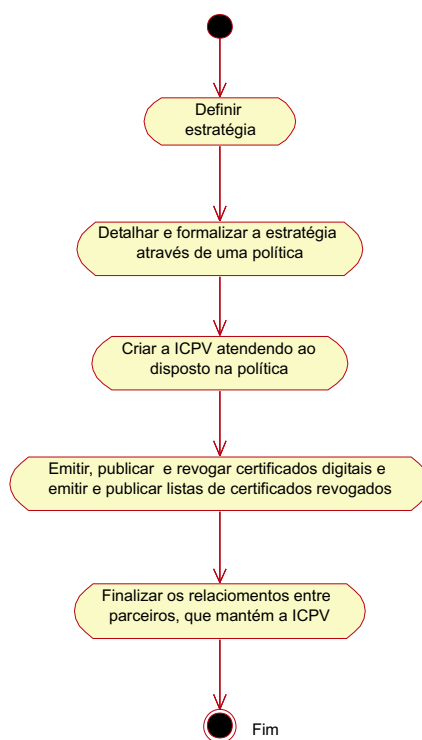 Definir
estratégia
Detalhar e formalizar a estratégia
através de uma política
Criar a ICPV atendendo ao
disposto na política
Emitir, publicar e revogar certificados digitais e
emitir e publicar listas de certificados revogados
Finalizar os relaciomentos entre
parceiros, que mantém a ICPV
Fim